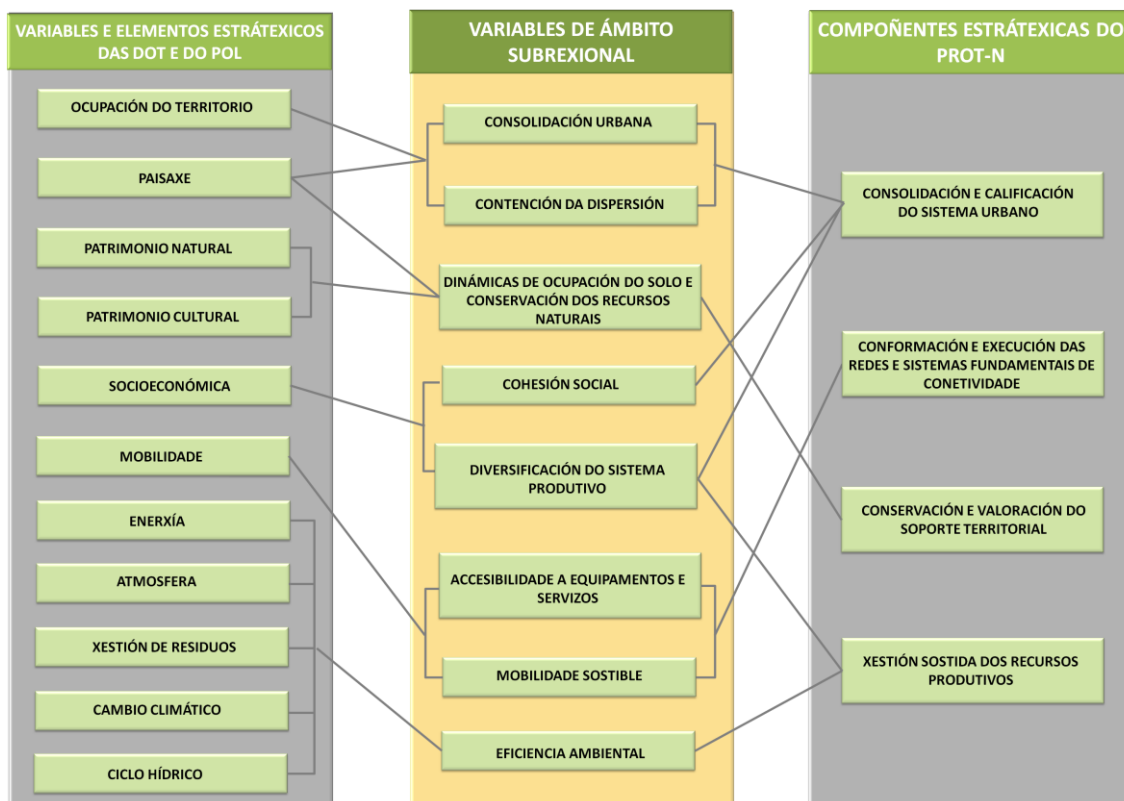 VARIABLES E ELEMENTOS ESTRÁTEXICOS
DAS DOT E DO POL
OCUPACIÓN DO TERRITORIO
PAISAXE
PATRIMONIO NATURAL
PATRIMONIO CULTURAL
SOCIOECONÓMICA
MOBILIDADE
ENERXÍA
ATMOSFERA
XESTIÓN DE RESIDUOS
CAMBIO CLIMÁTICO
CICLO HÍDRICO
VARIABLES DE ÁMBITO
SUBREXIONAL
CONSOLIDACIÓN URBANA
CONTENCIÓN DA DISPERSIÓN
DINÁMICAS DE OCUPACIÓN DO SOLO E
CONSERVACIÓN DOS RECURSOS
NATURAIS
COHESIÓN SOCIAL
DIVERSIFICACIÓN DO SISTEMA
PRODUTIVO
ACCESIBILIDADE A EQUIPAMENTOS E
SERVIZOS
MOBILIDADE SOSTIBLE
EFICIENCIA AMBIENTAL
COMPOÑENTES ESTRÁTEXICAS DO
PROT-N
CONSOLIDACIÓN E CALIFICACIÓN
DO SISTEMA URBANO
CONFORMACIÓN E EXECUCIÓN DAS
REDES E SISTEMAS FUNDAMENTAIS DE
CONETIVIDADE
CONSERVACIÓN E VALORACIÓN DO
SOPORTE TERRITORIAL
XESTIÓN SOSTIDA DOS RECURSOS
PRODUTIVOS